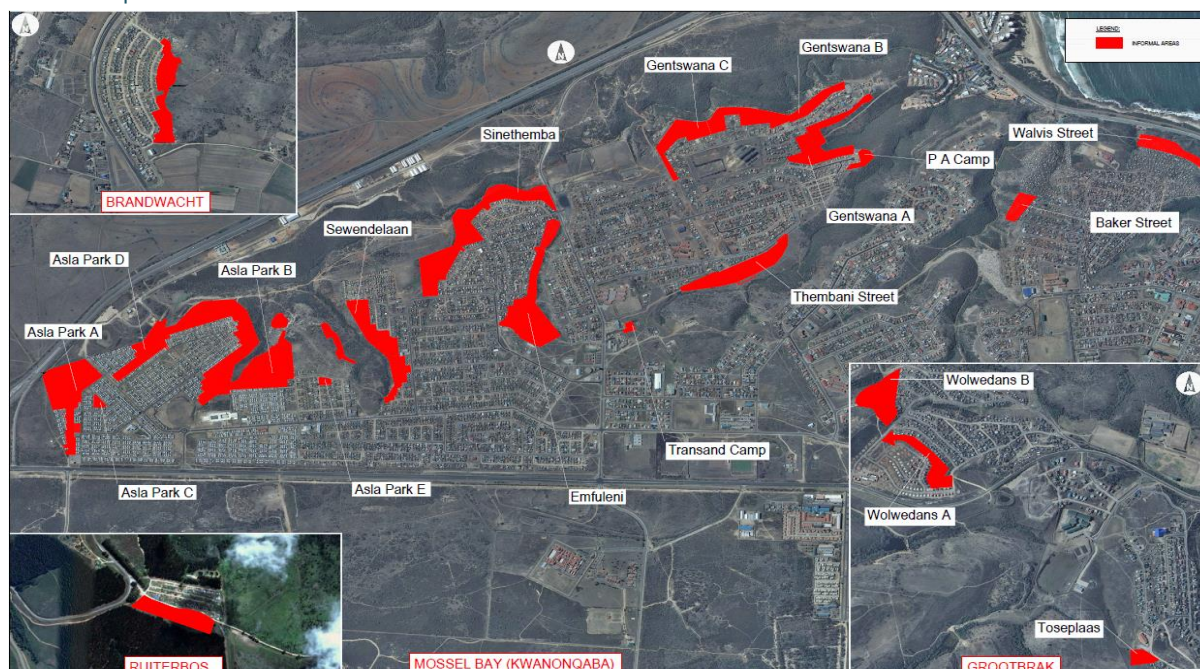 LEGEND:
INFORMAL AREAS
Gentswana B
Gentswana C
Sinethemba
Walvis Street
P A Camp
BRANDWACHT
Sewendelaan
Gentswana A
Baker Street
Asla Park D
Asla Park B
Thembani Street
Asla Park A
Wolwedans B
Transand Camp
Asla Park C
Asla Park E
Emfuleni
Wolwedans A
Toseplaas
RUITERBOS
MOSSEL BAY (KWANONQABA)
GROOTBRAK